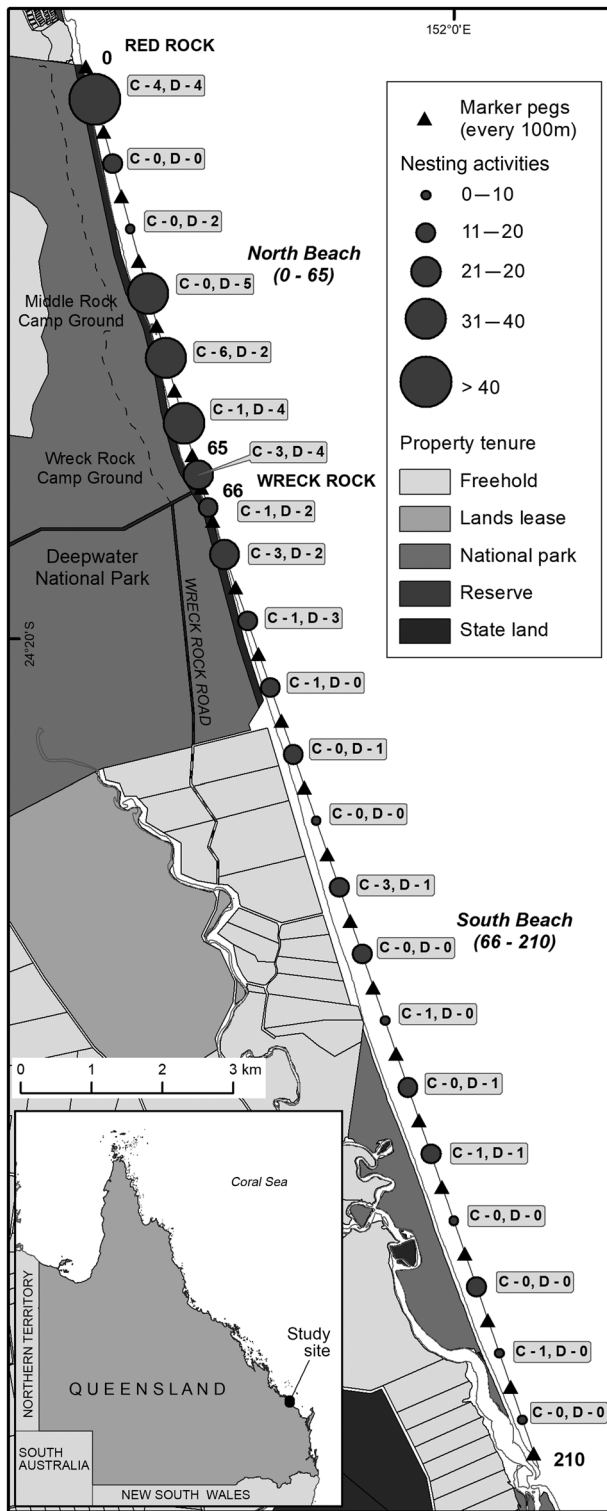 152°0'E
0
RED ROCK
C - 4, D - 4
C - 0, D - 0
C - 0, D - 2
North Beach
(0 - 65)
C - 0, D - 5
Middle Rock
Camp Ground
C - 6, D - 2
C - 1, D - 4
65
C - 3, D - 4
Wreck Rock
Camp Ground
66
WRECK ROCK
C - 1, D - 2
Deepwater
National Park
C - 3, D - 2
WRECK ROCK ROAD
C - 1, D - 3
24°20'S
C - 1, D - 0
C - 0, D - 1
C - 0, D - 0
C - 3, D - 1
South Beach
(66 - 210)
C - 0, D - 0
C - 1, D - 0
C - 0, D - 1
C - 1, D - 1
C - 0, D - 0
C - 0, D - 0
C - 1, D - 0
C - 0, D - 0
210
Marker pegs
(every 100m)
Nesting activities
0—10
11—20
21—20
31—40
> 40
Property tenure
Freehold
Lands lease
National park
Reserve
State land
0 1 2 3 km
Coral Sea
NORTHERN TERRITORY
Study
site
QUEENSLAND
SOUTH
AUSTRALIA
NEW SOUTH WALES